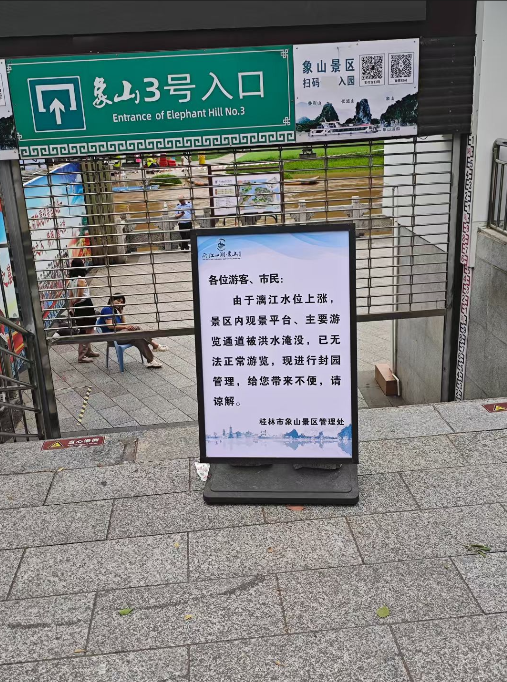 象山3号入口
Entrance of Elephant Hill No.3
象山景区
扫码 入园
各位游客、市民:
由于漓江水位上涨,
景区内观景平台、主要游
览通道被洪水淹没,已无
法正常游览,现进行封园
管理,给您带来不便,请
谅解。
桂林市象山景区管理处